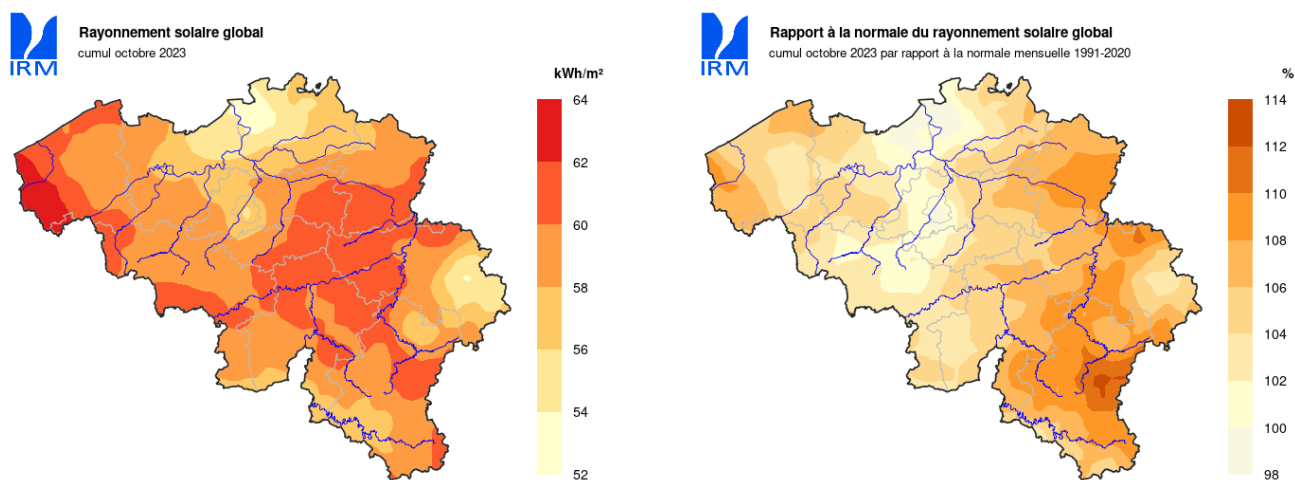 IRM
Rayonnement solaire global
cumul octobre 2023
kWh/m²
64
62
60
58
56
54
52
IRM
Rapport à la normale du rayonnement solaire global
cumul octobre 2023 par rapport à la normale mensuelle 1991-2020
%
114
112
110
108
106
104
102
100
98